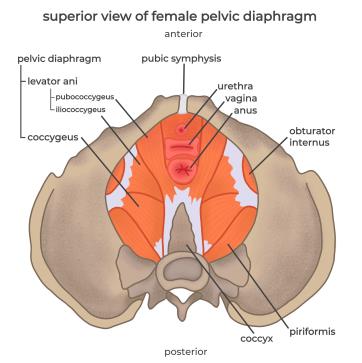 superior view of female pelvic diaphragm
anterior
pelvic diaphragm
levator ani
pubococcygeus
iliococcygeus
coccygeus
pubic symphysis
urethra
vagina
anus
obturator
internus
coccyx
piriformis
posterior